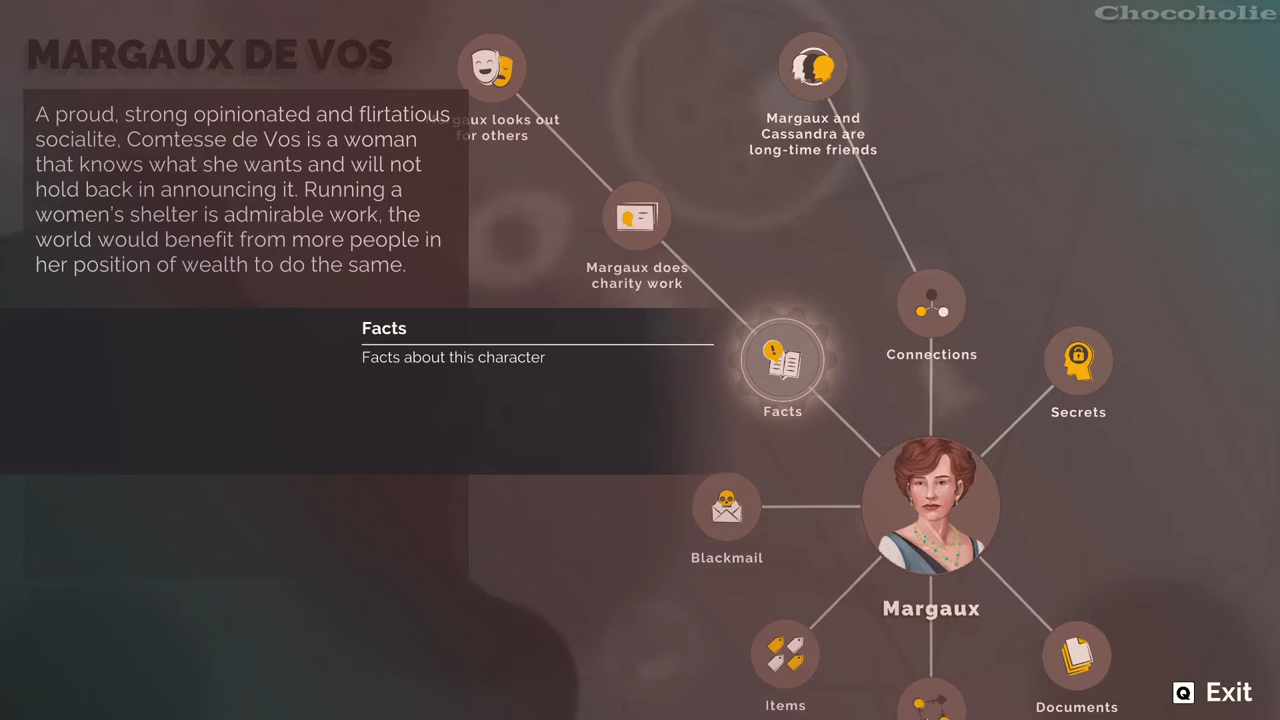 Chocoholie
MARGAUX DE VOS
A proud, strong opinionated and flirtatious
socialite, Comtesse de Vos is a woman
that knows what she wants and will not
hold back in announcing it. Running a
women's shelter is admirable work, the
world would benefit from more people in
her position of wealth to do the same.
Margaux looks out
for others
Margaux and
Cassandra are
long-time friends
Margaux does
charity work
Facts
Facts about this character
Connections
Facts
Secrets
Blackmail
Margaux
Items
Documents
Q Exit